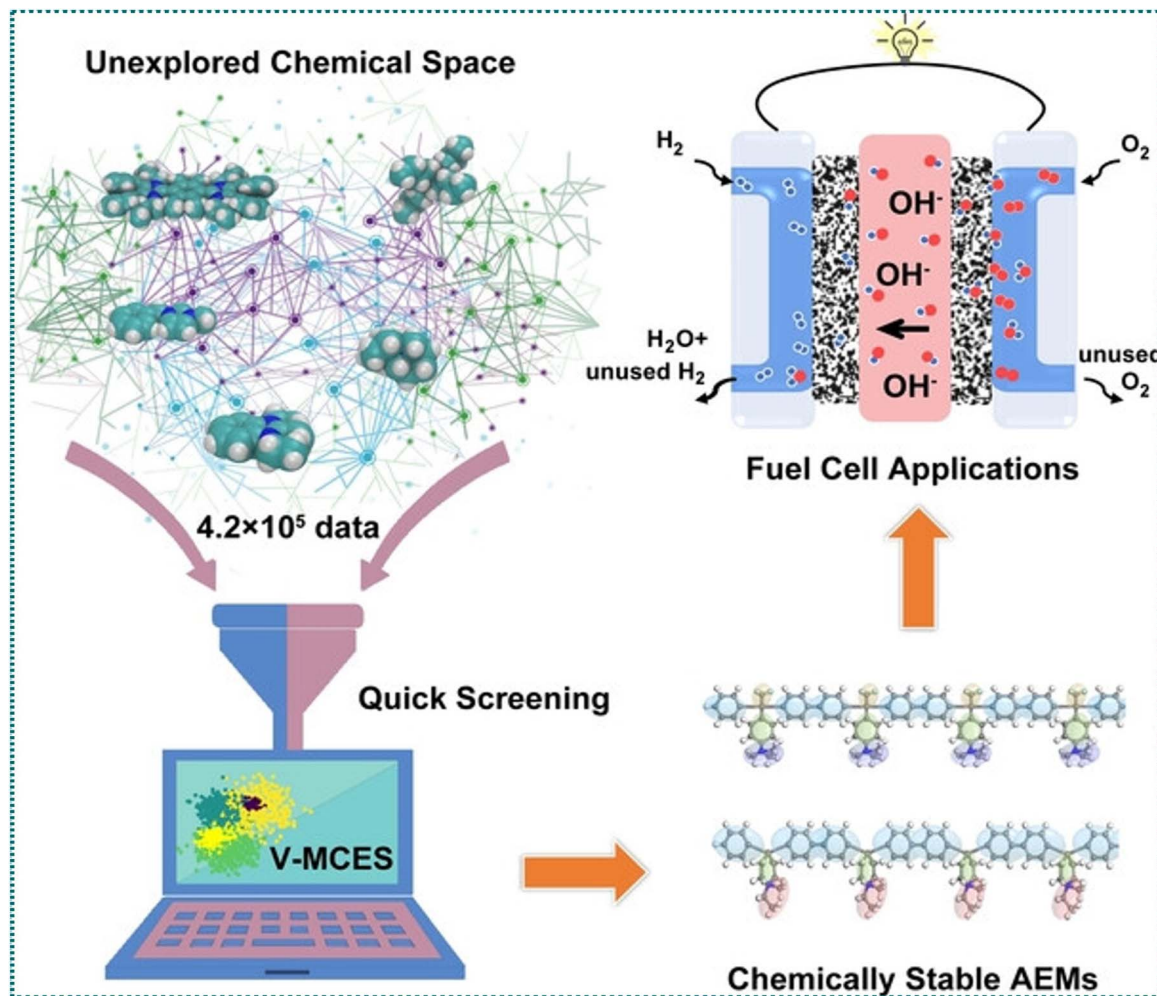 Unexplored Chemical Space
4.2×10⁵ data
Quick Screening
V-MCES
Chemically Stable AEMs
H₂
O₂
OH⁻
OH⁻
OH⁻
H₂O+
unused H₂
unused
O₂
Fuel Cell Applications